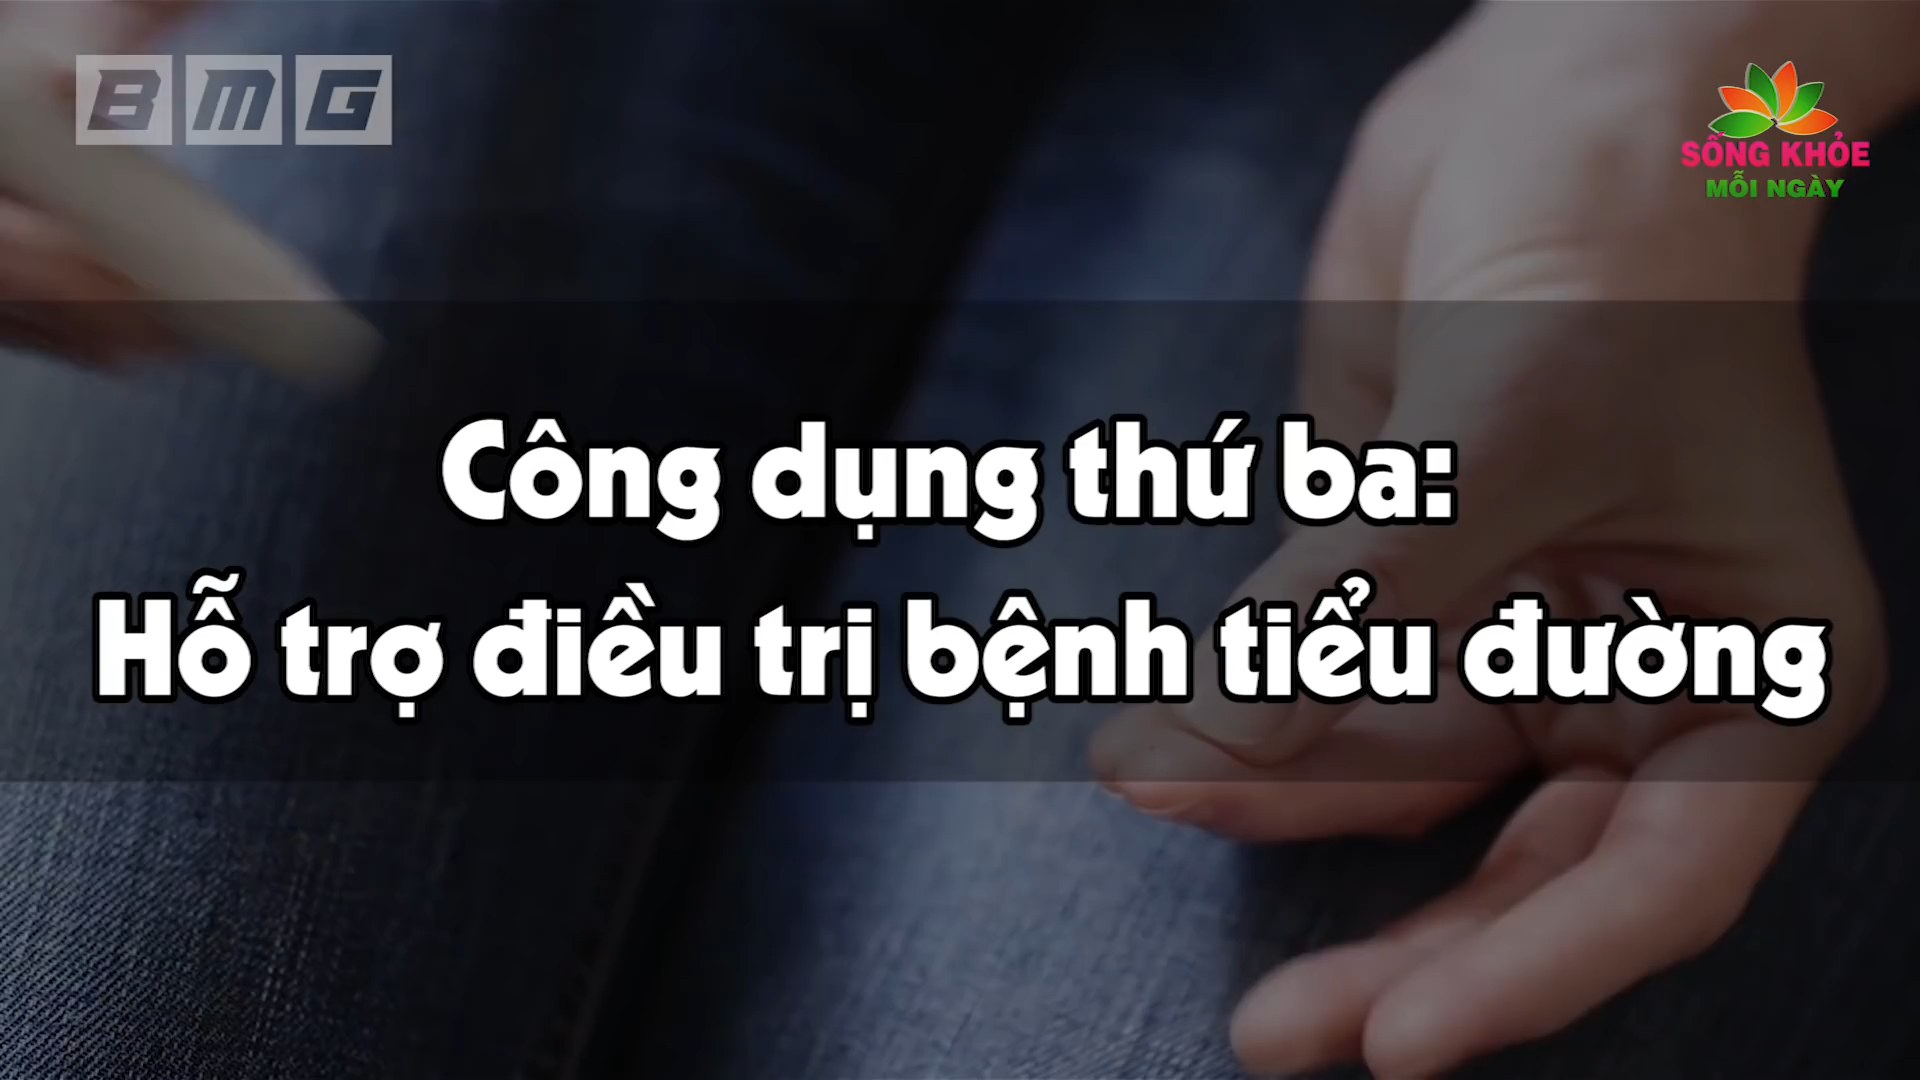 BMG
SỐNG KHỎE
MỖI NGÀY
Công dụng thứ ba:
Hỗ trợ điều trị bệnh tiểu đường